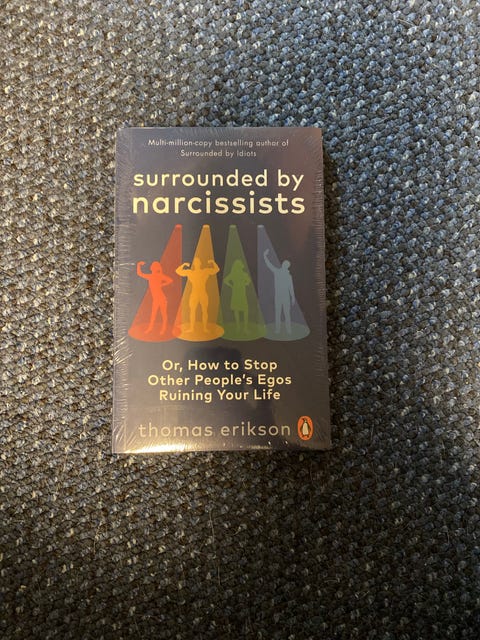 Multi-million-copy bestselling author of
Surrounded by Idiots
surrounded by
narcissists
Or, How to Stop
Other People's Egos
Ruining Your Life
thomas erikson